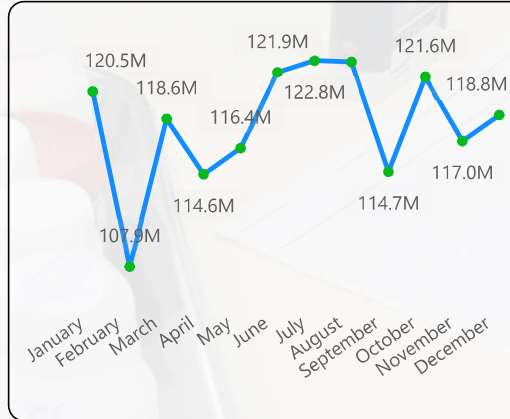 120.5M
107.9M
118.6M
114.6M
116.4M
121.9M
122.8M
114.7M
121.6M
117.0M
118.8M
January
February
March
April
May
June
July
August
September
October
November
December